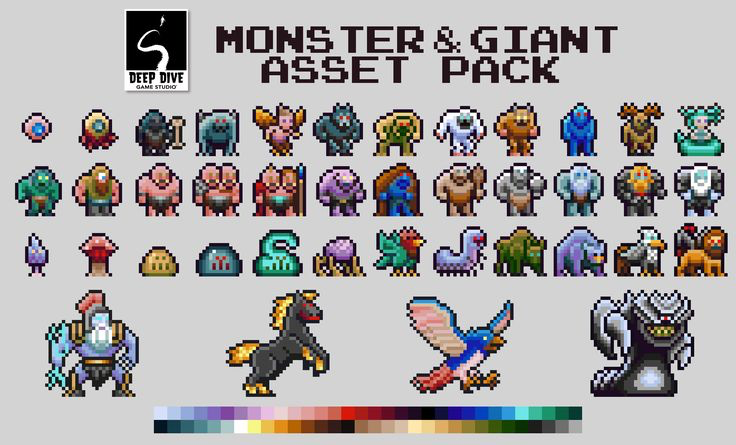 MONSTER & GIANT
ASSET PACK
DEEP DIVE
GAME STUDIO